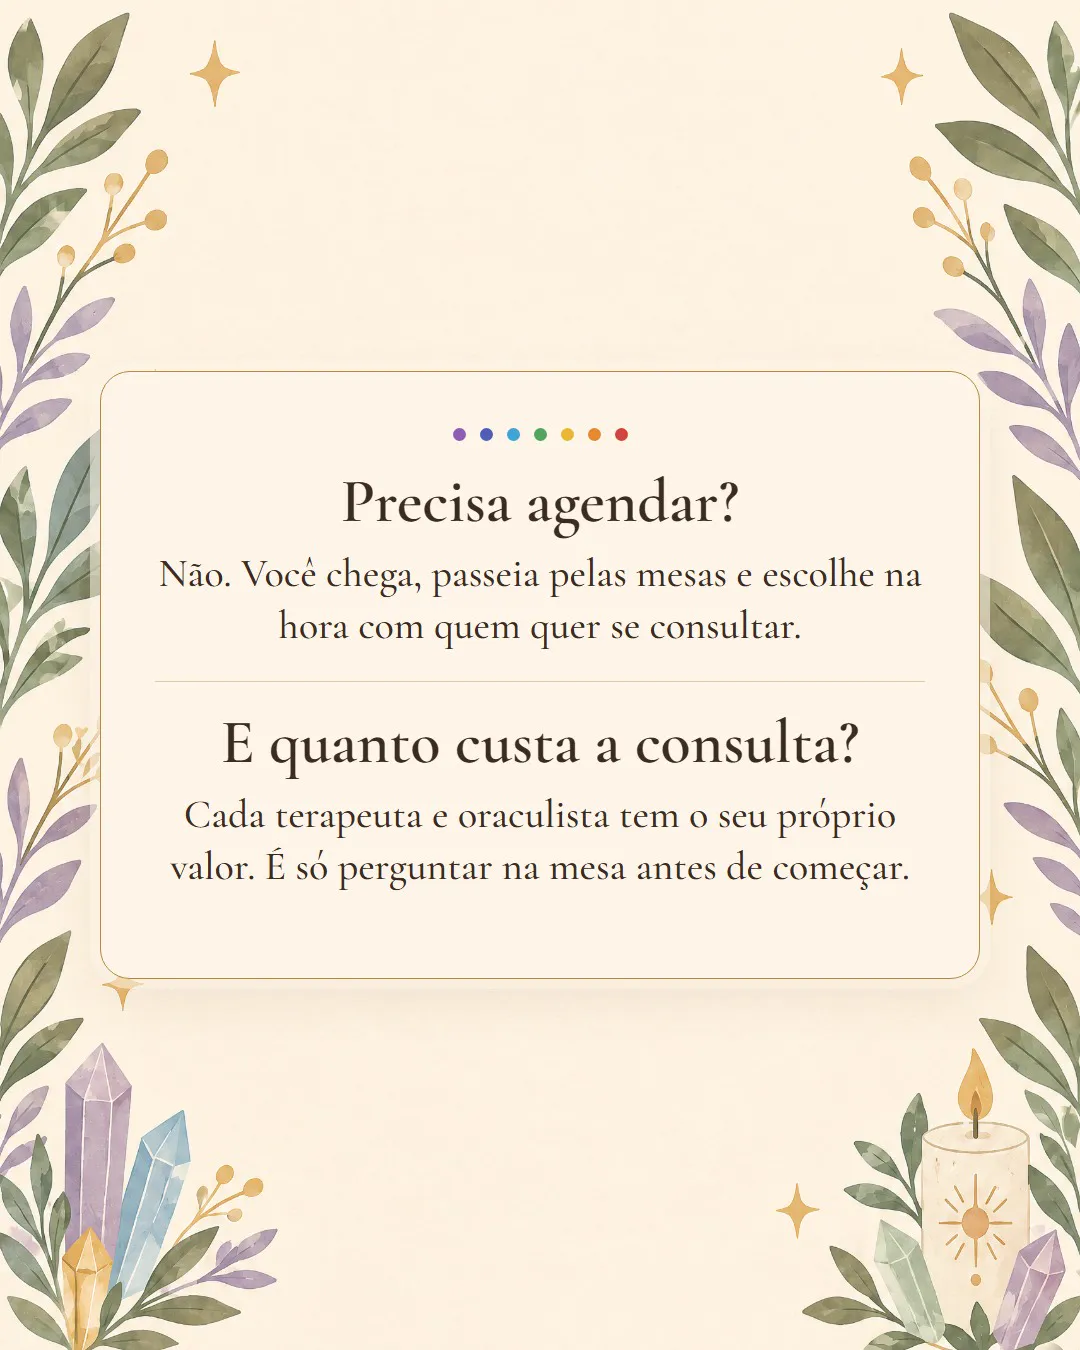 Precisa agendar?
Não. Você chega, passeia pelas mesas e escolhe na
hora com quem quer se consultar.
E quanto custa a consulta?
Cada terapeuta e oraculista tem o seu próprio
valor. É só perguntar na mesa antes de começar.